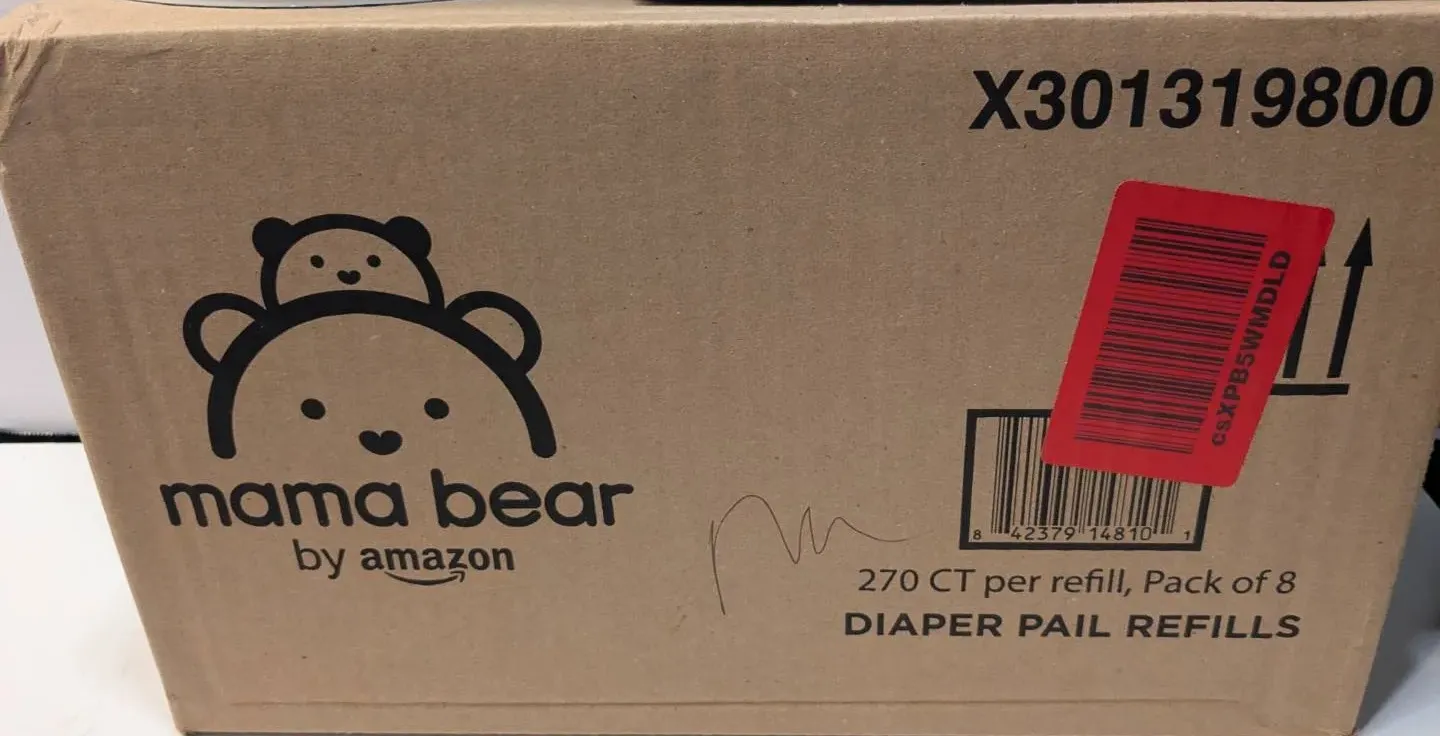 X301319800
csXPB5WMDLD
mama bear
by amazon
8 42379 14810 1
270 CT per refill, Pack of 8
DIAPER PAIL REFILLS